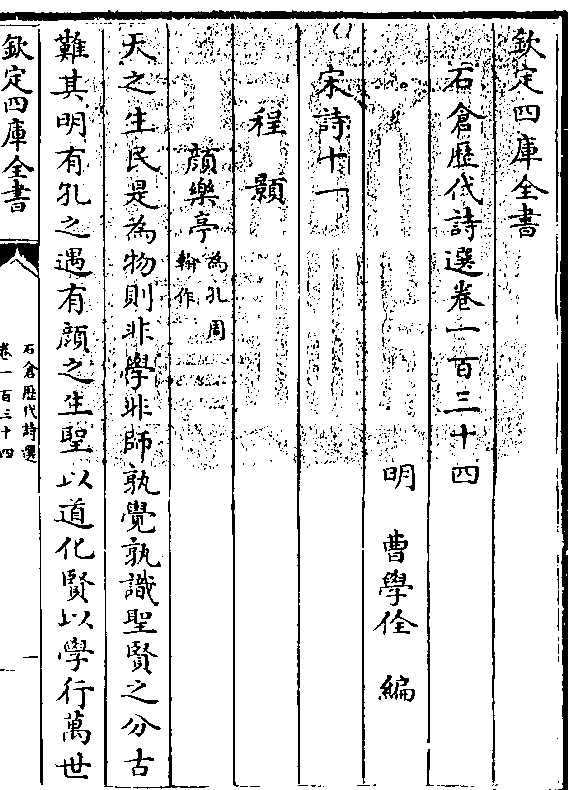 欽定四庫全書
石倉歷代詩選卷一百三十四
明 曹學佺 編
宋詩十一
程顥
顔樂亭 為孔周
翰作
天之生民是為物則非學非師孰覺孰識聖賢之分古
難其明有孔之遇有顔之生聖以道化賢以學行萬世
欽定四庫全書
石倉歷代詩選
卷一百三十四
一